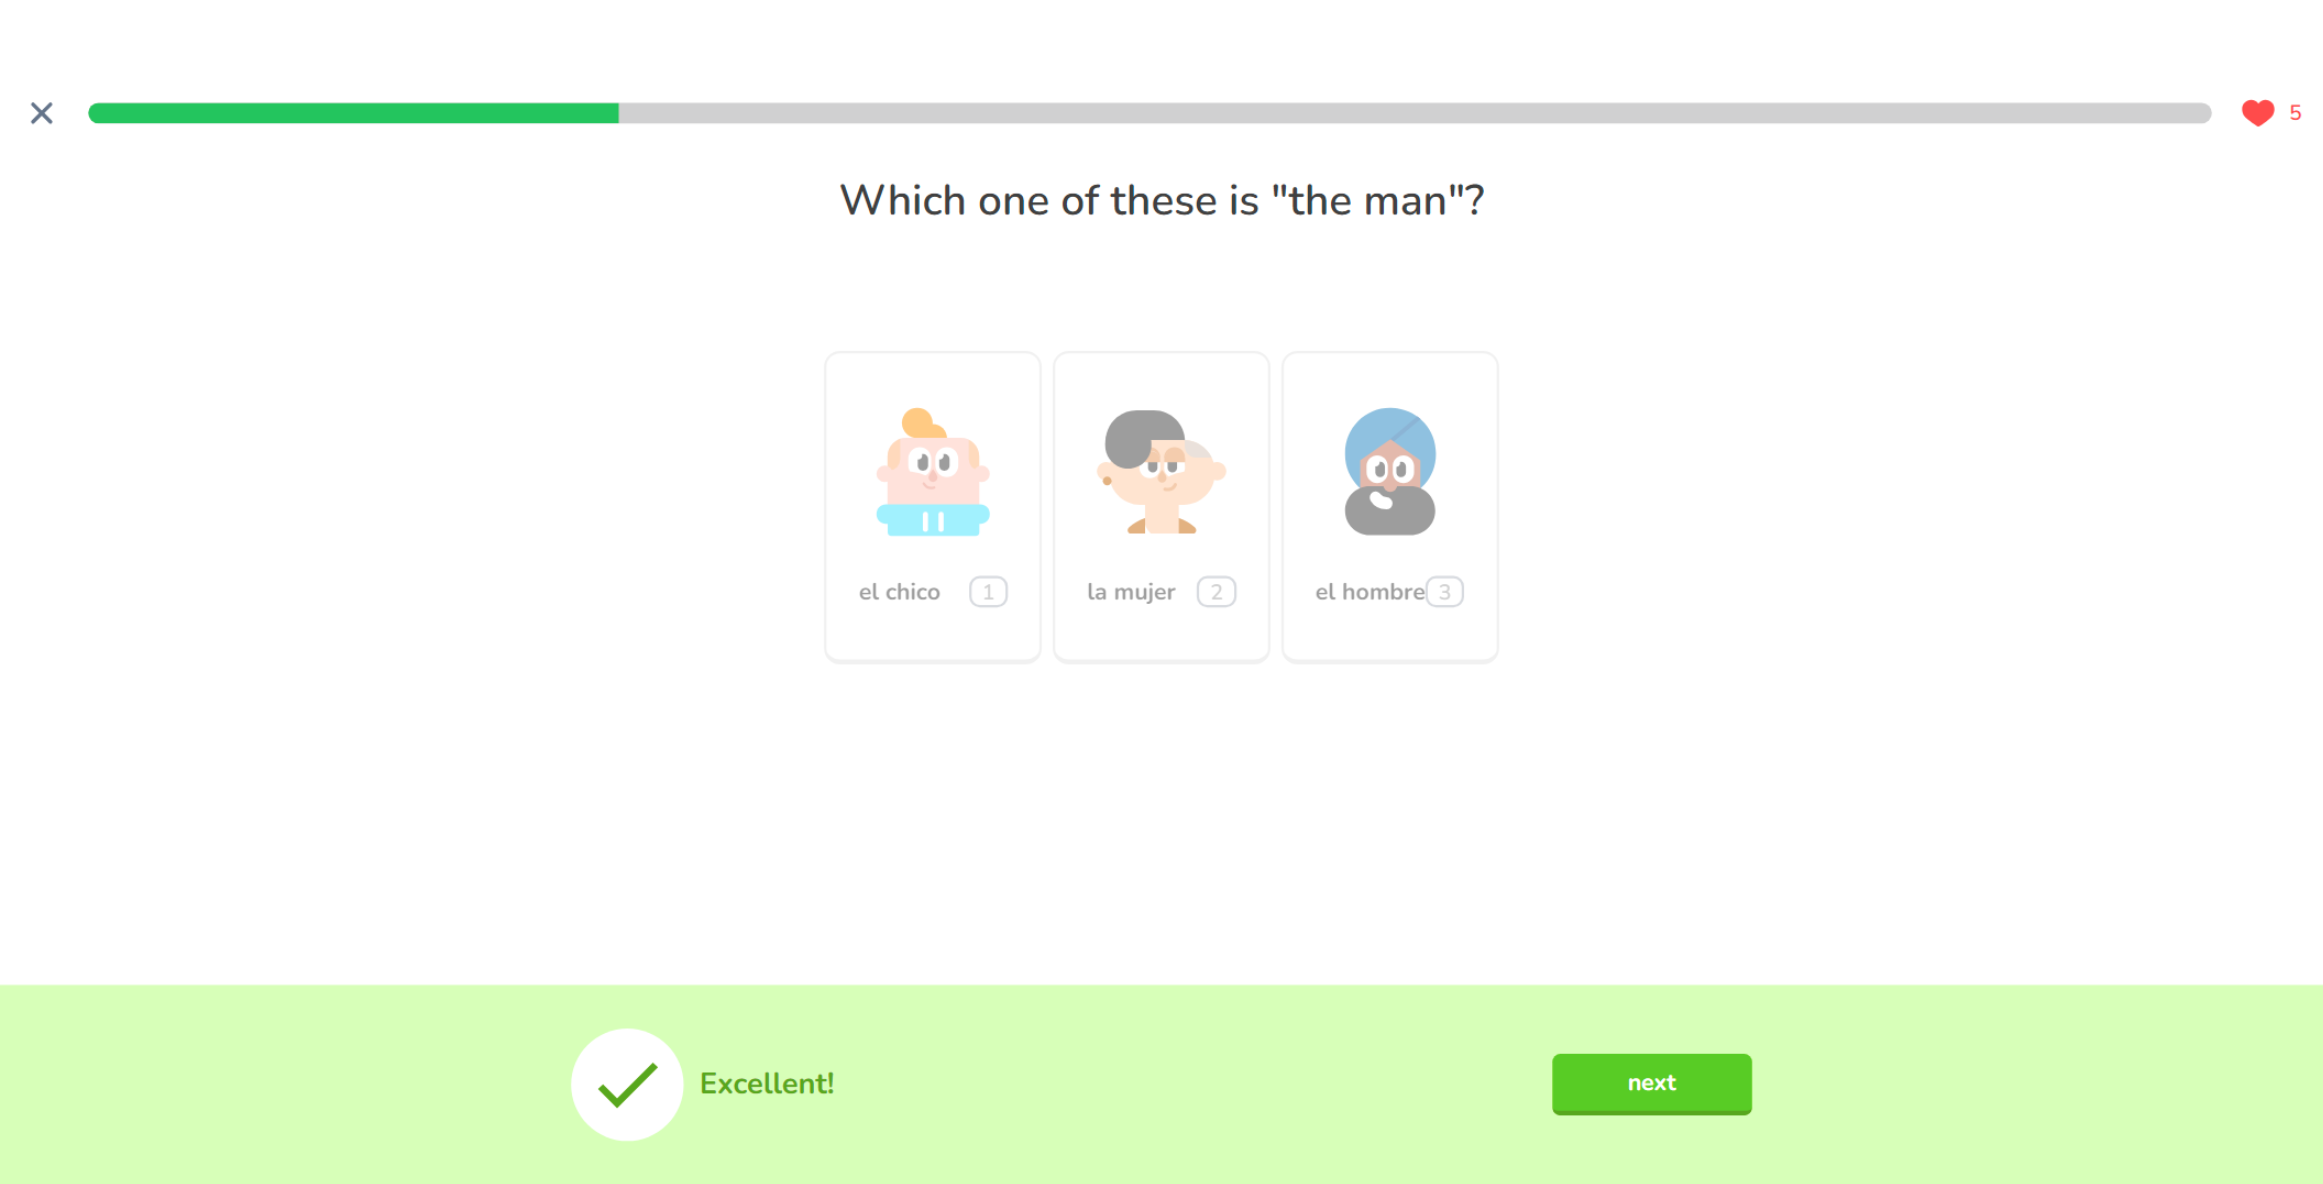 5
Which one of these is "the man"?
el chico 1
la mujer 2
el hombre 3
Excellent!
next